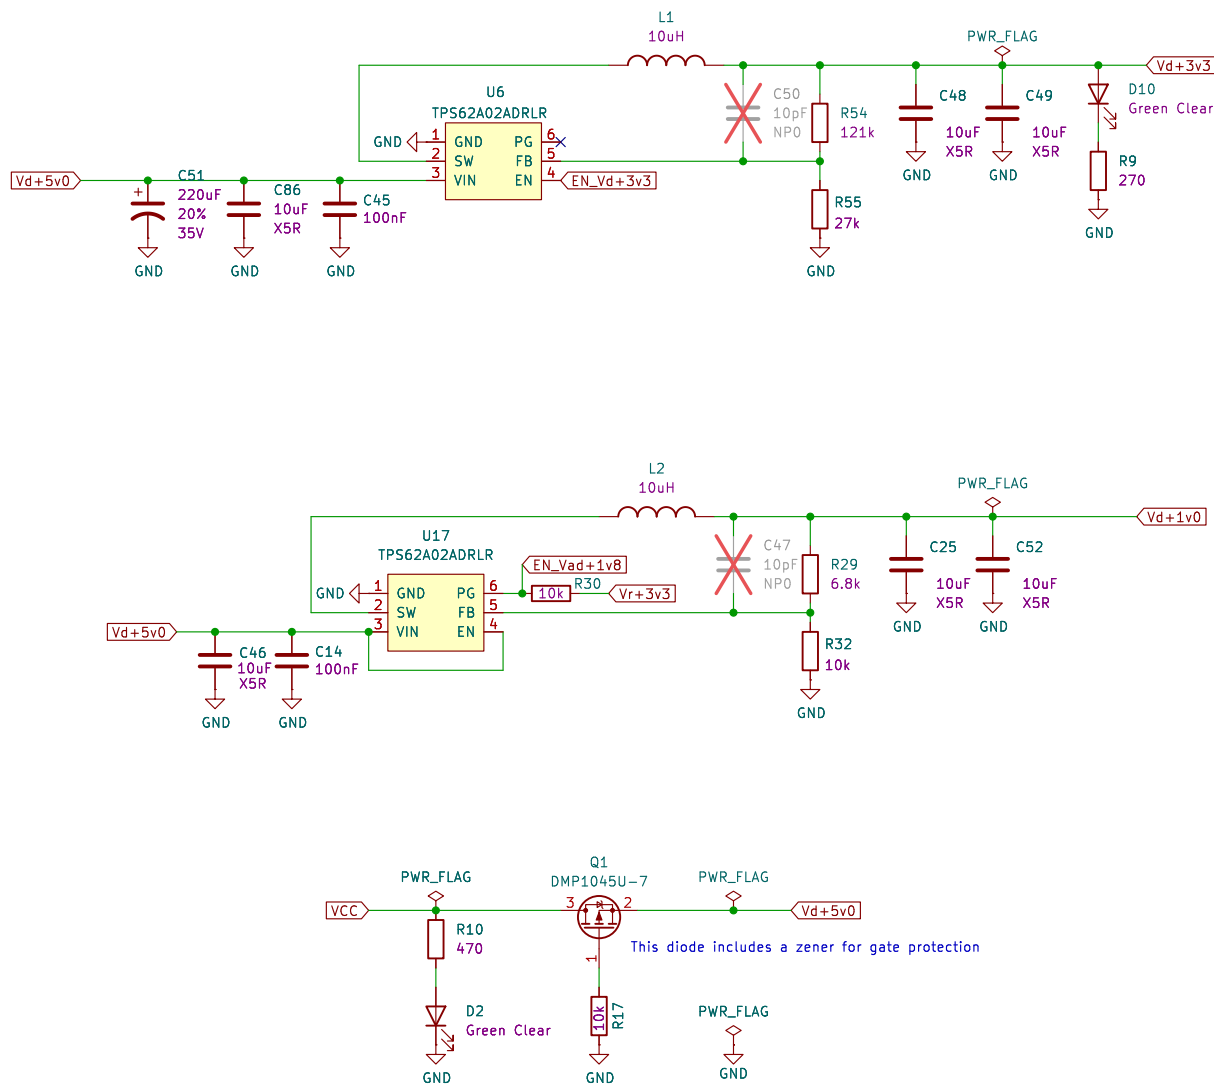 L1
10uH
PWR_FLAG
Vd+3v3
U6
TPS62A02ADRLR
C50
10pF
NP0
R54
121k
C48
10uF
X5R
C49
10uF
X5R
D10
Green Clear
GND
1 GND PG 6
2 SW FB 5
3 VIN EN 4
EN_Vd+3v3
GND
GND
R9
270
Vd+5v0
C51
220uF
20%
35V
C86
10uF
X5R
C45
100nF
R55
27k
GND
GND
GND
GND
GND
L2
10uH
PWR_FLAG
Vd+1v0
U17
TPS62A02ADRLR
C47
10pF
NP0
R29
6.8k
C25
10uF
X5R
C52
10uF
X5R
EN_Vad+1v8
R30
10k
Vr+3v3
GND
1 GND PG 6
2 SW FB 5
3 VIN EN 4
GND
GND
Vd+5v0
C46
10uF
X5R
C14
100nF
R32
10k
GND
GND
GND
Q1
DMP1045U-7
PWR_FLAG
PWR_FLAG
VCC
3
2
1
Vd+5v0
R10
470
This diode includes a zener for gate protection
D2
Green Clear
10k
R17
PWR_FLAG
GND
GND
GND